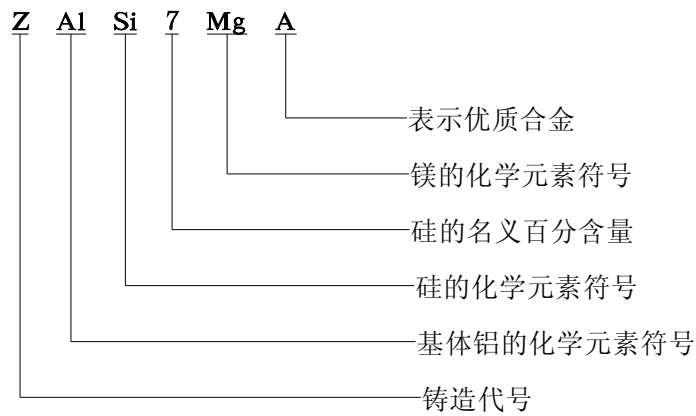 Z Al Si 7 Mg A
表示优质合金
镁的化学元素符号
硅的名义百分含量
硅的化学元素符号
基体铝的化学元素符号
铸造代号